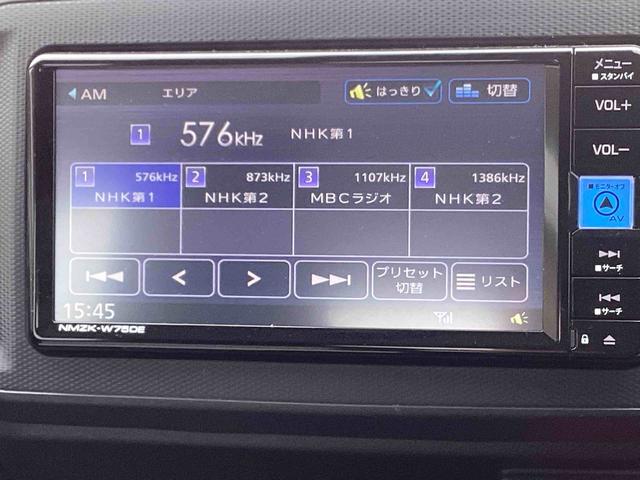 ◀AM エリア はっきり 切替
1 576kHz NHK第1
1 576kHz 2 873kHz 3 1107kHz 4 1386kHz
NHK第1 NHK第2 MBCラジオ NHK第2
プリセット切替 リスト
15:45
NMZK-W75DE
メニュー
■スタンバイ
VOL+
VOL−
■モニターオフ
AV
■サーチ
■サーチ